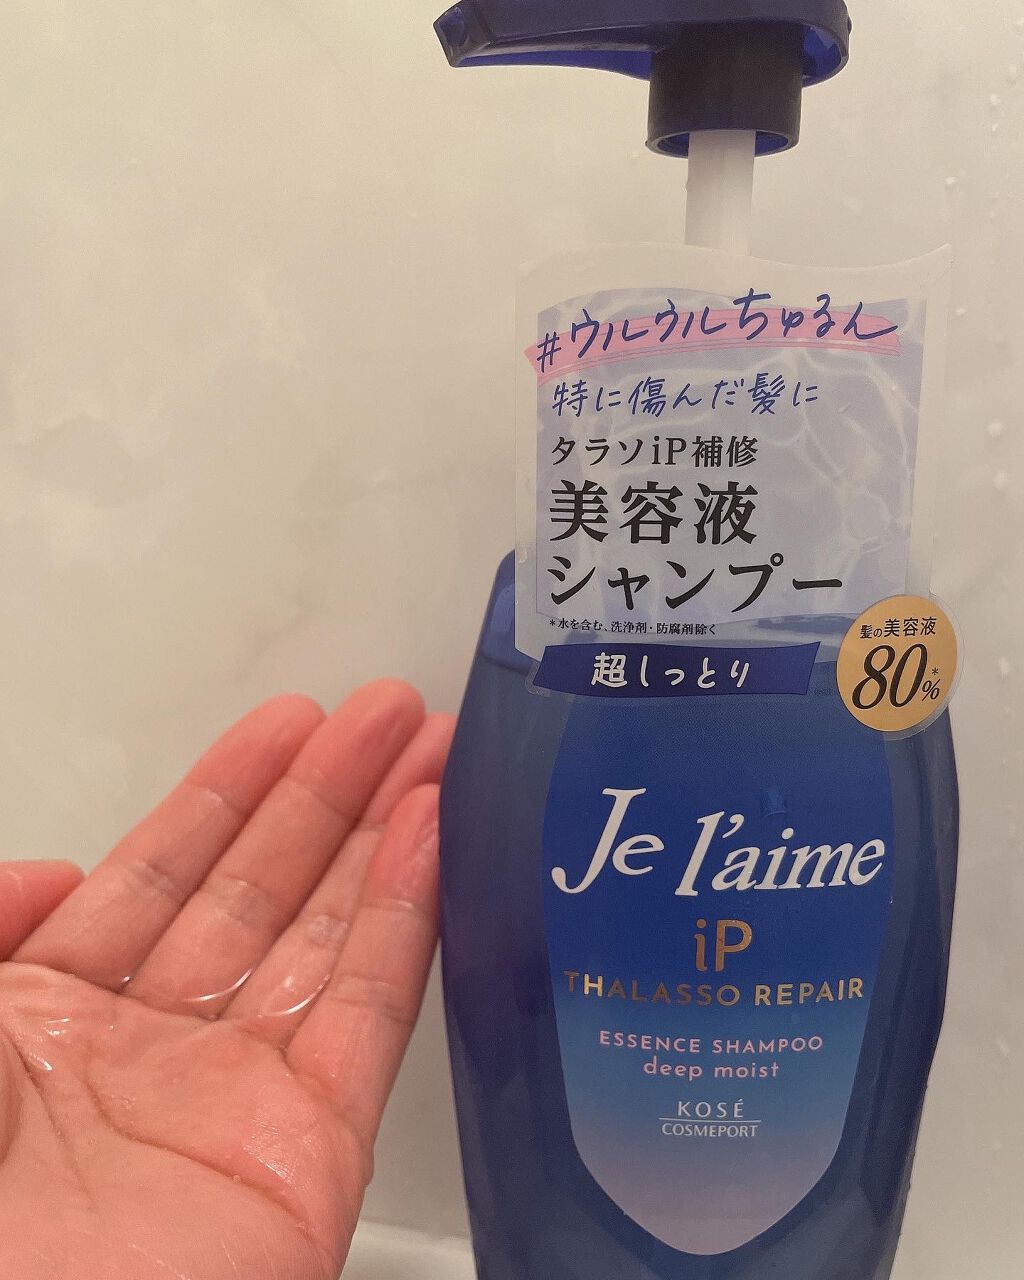 #ウルウルちゅるん
特に傷んだ髪に
タラソiP補修
美容液
シャンプー
*水を含む、洗浄剤・防腐剤除く
超しっとり
髪の美容液
80%*
Je l'aime
iP
THALASSO REPAIR
ESSENCE SHAMPOO
deep moist
KOSÉ
COSMEPORT